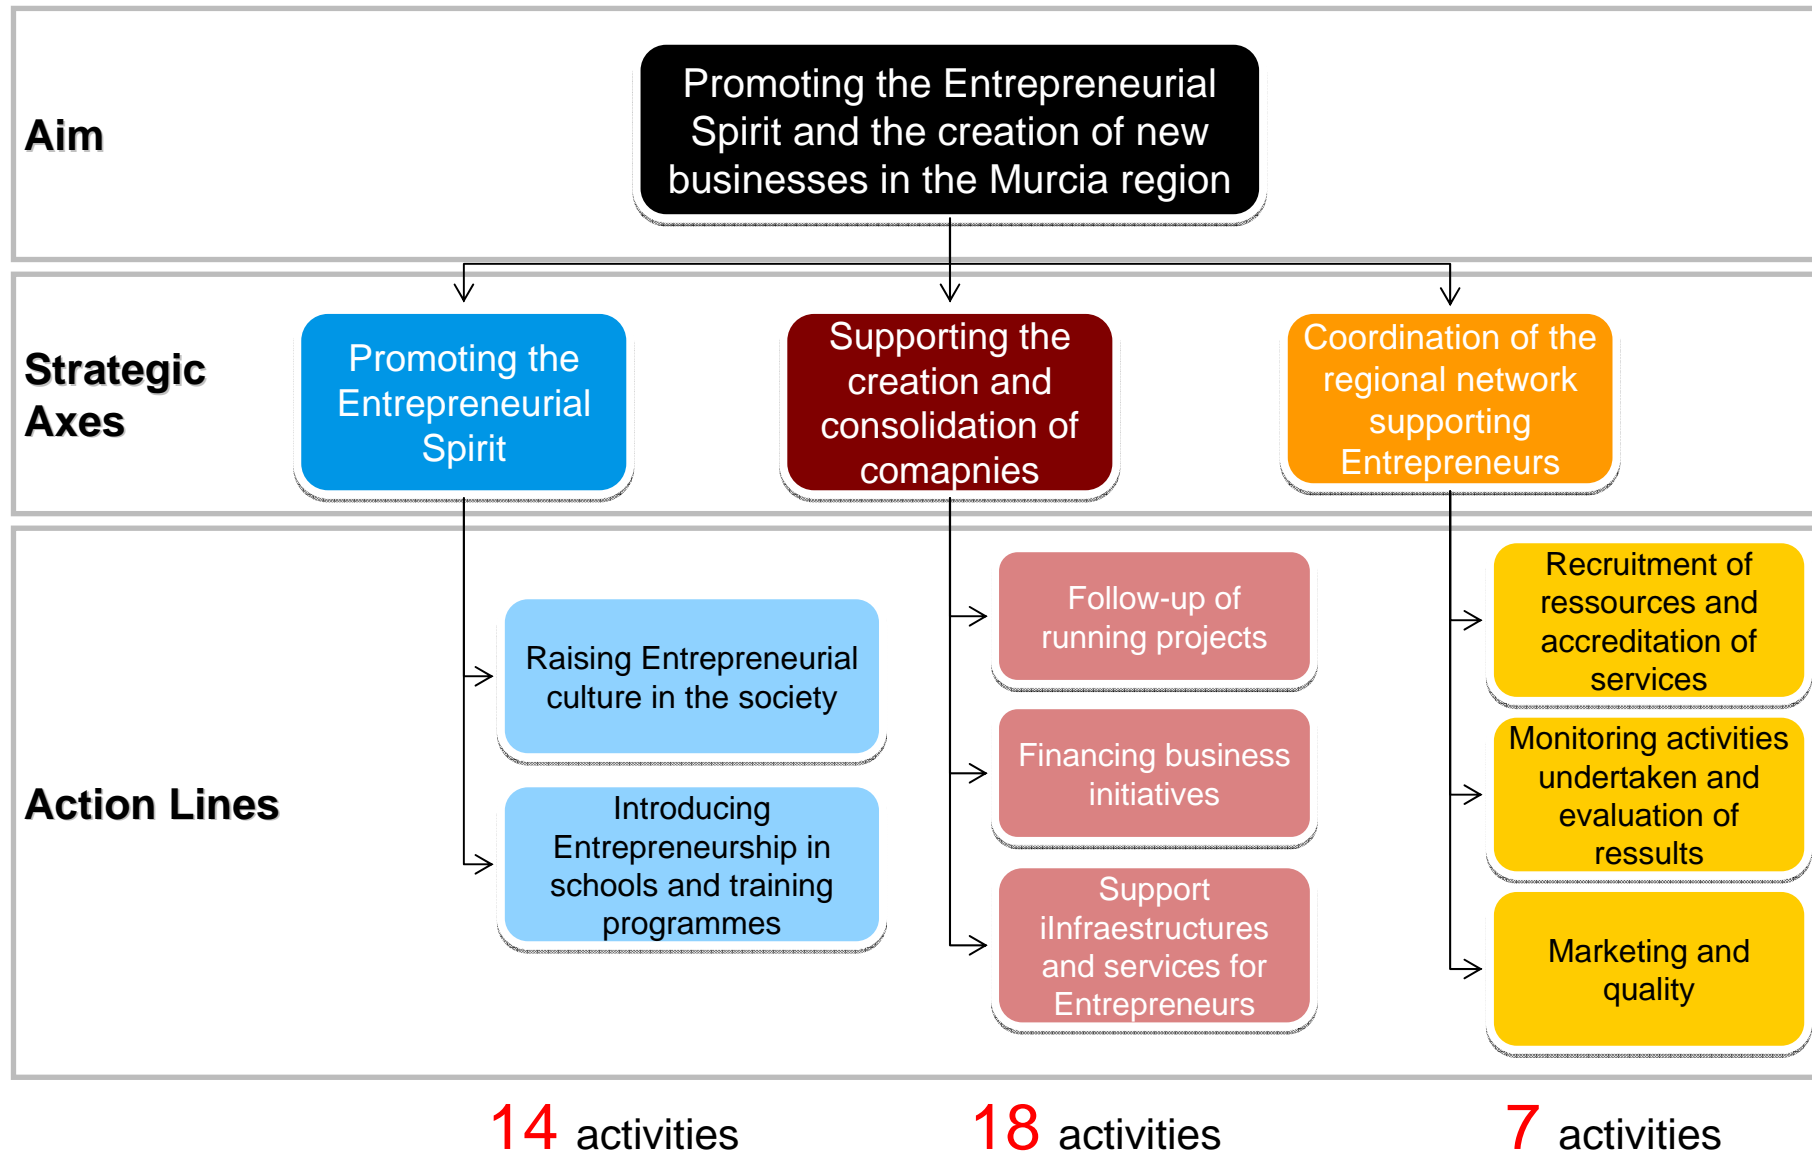 Aim
Promoting the Entrepreneurial
Spirit and the creation of new
businesses in the Murcia region
Strategic
Axes
Promoting the
Entrepreneurial
Spirit
Supporting the
creation and
consolidation of
comapnies
Coordination of the
regional network
supporting
Entrepreneurs
Action Lines
Raising Entrepreneurial
culture in the society
Introducing
Entrepreneurship in
schools and training
programmes
Follow-up of
running projects
Financing business
initiatives
Support
iInfraestructures
and services for
Entrepreneurs
Recruitment of
ressources and
accreditation of
services
Monitoring activities
undertaken and
evaluation of
ressults
Marketing and
quality
14 activities
18 activities
7 activities